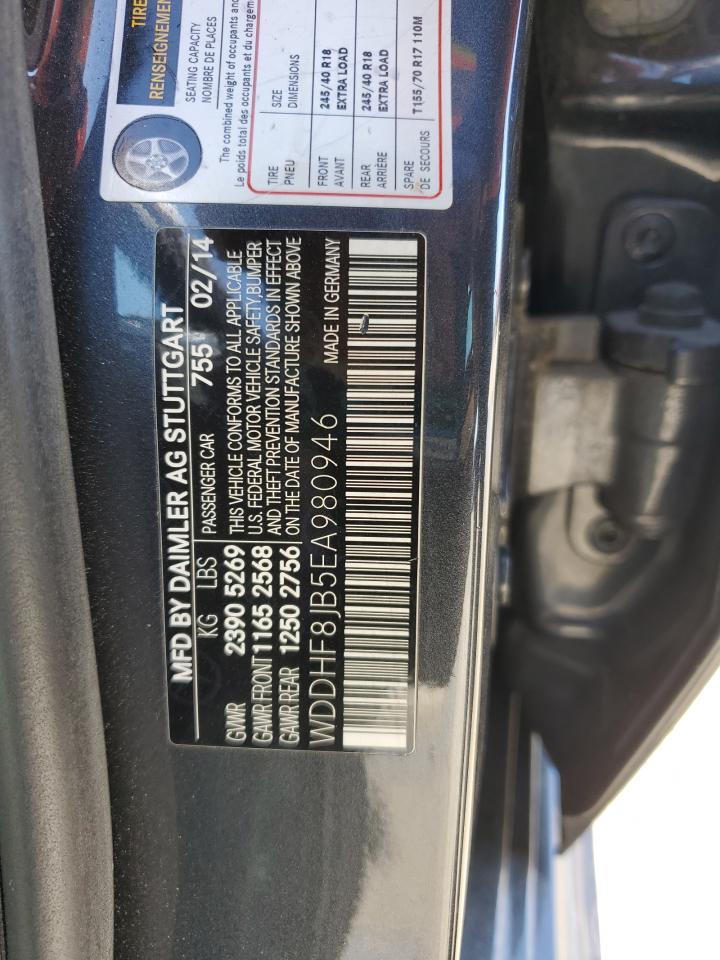 TIRE
RENSEIGNEMEN
SEATING CAPACITY
NOMBRE DE PLACES
The combined weight of occupants and
Le poids total des occupants et du chargem
TIRE SIZE
PNEU DIMENSIONS
FRONT 245/40 R18
AVANT EXTRA LOAD
REAR 245/40 R18
ARRIÈRE EXTRA LOAD
SPARE T155/70 R17 110M
DE SECOURS
MFD BY DAIMLER AG STUTTGART
KG LBS PASSENGER CAR 755 02/14
GVWR 2390 5269 THIS VEHICLE CONFORMS TO ALL APPLICABLE
U.S. FEDERAL MOTOR VEHICLE SAFETY,BUMPER
GAWR FRONT 1165 2568 AND THEFT PREVENTION STANDARDS IN EFFECT
GAWR REAR 1250 2756 ON THE DATE OF MANUFACTURE SHOWN ABOVE
WDDHF8JB5EA980946 MADE IN GERMANY